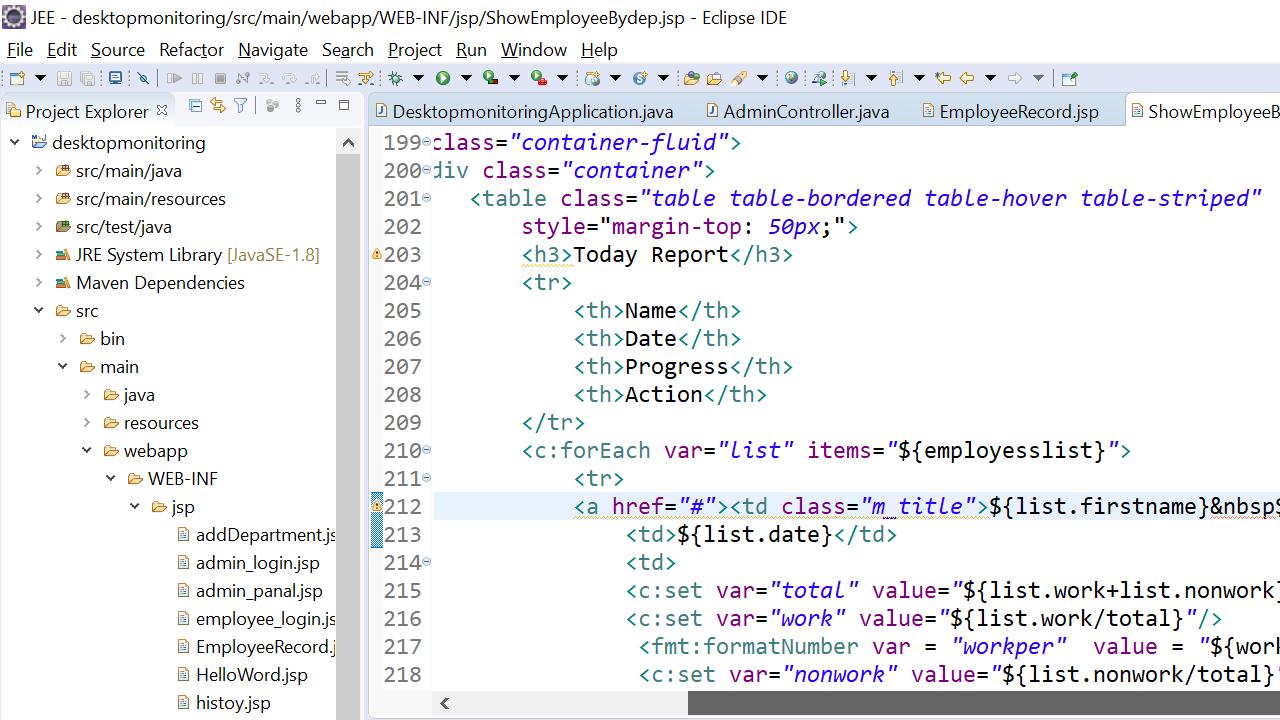 JEE - desktopmonitoring/src/main/webapp/WEB-INF/jsp/ShowEmployeeBydep.jsp - Eclipse IDE
File Edit Source Refactor Navigate Search Project Run Window Help
Project Explorer
DesktopmonitoringApplication.java AdminController.java EmployeeRecord.jsp ShowEmployeeB
desktopmonitoring
src/main/java
src/main/resources
src/test/java
JRE System Library [JavaSE-1.8]
Maven Dependencies
src
bin
main
java
resources
webapp
WEB-INF
jsp
addDepartment.js
admin_login.jsp
admin_panal.jsp
employee_login.js
EmployeeRecord.j
HelloWord.jsp
histoy.jsp
199 class="container-fluid">
200 div class="container">
201 <table class="table table-bordered table-hover table-striped"
202 style="margin-top: 50px;">
203 <h3>Today Report</h3>
204 <tr>
205 <th>Name</th>
206 <th>Date</th>
207 <th>Progress</th>
208 <th>Action</th>
209 </tr>
210 <c:forEach var="list" items="${employesslist}">
211 <tr>
212 <a href="#"><td class="m_title">${list.firstname}&nbsp$
213 <td>${list.date}</td>
214 <td>
215 <c:set var="total" value="${list.work+list.nonwork}
216 <c:set var="work" value="${list.work/total}"/>
217 <fmt:formatNumber var = "workper" value = "${work
218 <c:set var="nonwork" value="${list.nonwork/total}"